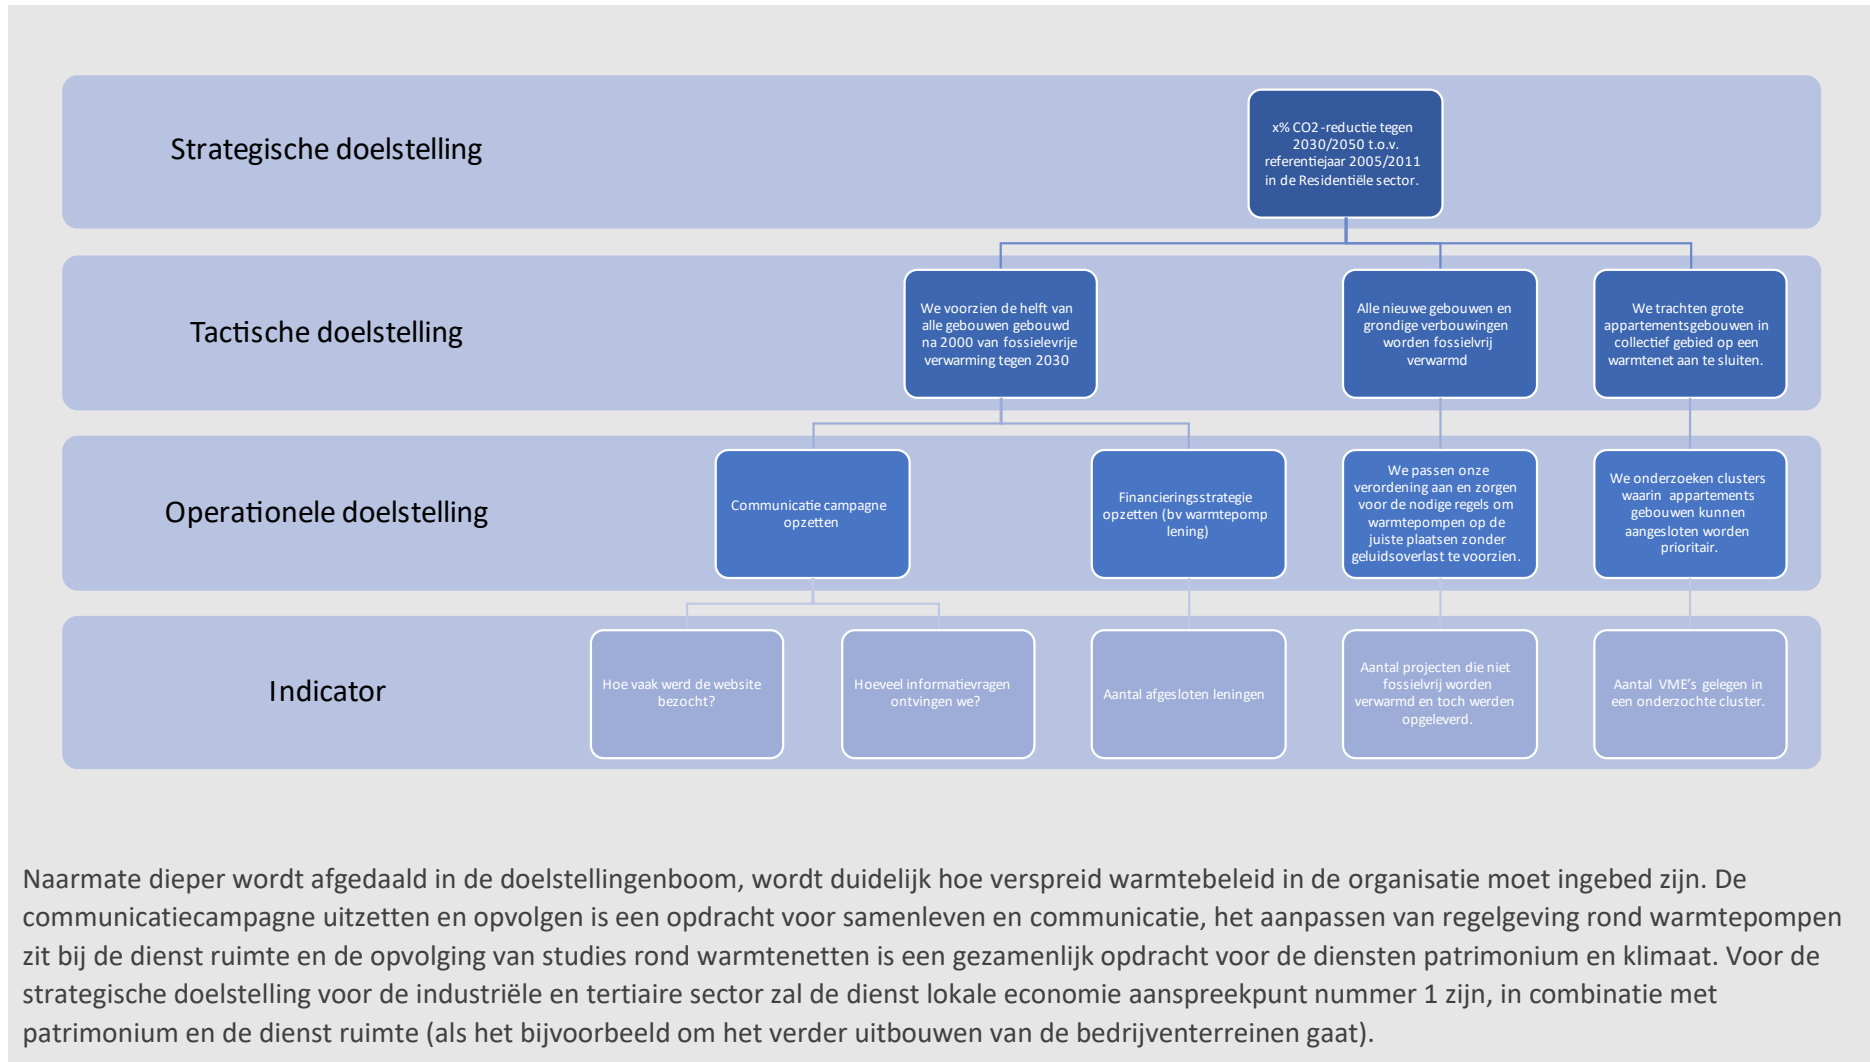 Strategische doelstelling
x% CO2-reductie tegen
2030/2050 t.o.v.
referentiejaar 2005/2011
in de Residentiële sector.
Tactische doelstelling
We voorzien de helft van
alle gebouwen gebouwd
na 2000 van fossielevrije
verwarming tegen 2030
Alle nieuwe gebouwen en
grondige verbouwingen
worden fossielvrij
verwarmd
We trachten grote
appartementsgebouwen in
collectief gebied op een
warmtenet aan te sluiten.
Operationele doelstelling
Communicatie campagne
opzetten
Financieringsstrategie
opzetten (bv warmtepomp
lening)
We passen onze
verordening aan en zorgen
voor de nodige regels om
warmtepompen op de
juiste plaatsen zonder
geluidsoverlast te voorzien.
We onderzoeken clusters
waarin appartements
gebouwen kunnen
aangesloten worden
prioritair.
Indicator
Hoe vaak werd de website
bezocht?
Hoeveel informatievragen
ontvingen we?
Aantal afgesloten leningen
Aantal projecten die niet
fossielvrij worden
verwarmd en toch werden
opgeleverd.
Aantal VME's gelegen in
een onderzochte cluster.
Naarmate dieper wordt afgedaald in de doelstellingenboom, wordt duidelijk hoe verspreid warmtebeleid in de organisatie moet ingebed zijn. De
communicatiecampagne uitzetten en opvolgen is een opdracht voor samenleven en communicatie, het aanpassen van regelgeving rond warmtepompen
zit bij de dienst ruimte en de opvolging van studies rond warmtenetten is een gezamenlijk opdracht voor de diensten patrimonium en klimaat. Voor de
strategische doelstelling voor de industriële en tertiaire sector zal de dienst lokale economie aanspreekpunt nummer 1 zijn, in combinatie met
patrimonium en de dienst ruimte (als het bijvoorbeeld om het verder uitbouwen van de bedrijventerreinen gaat).